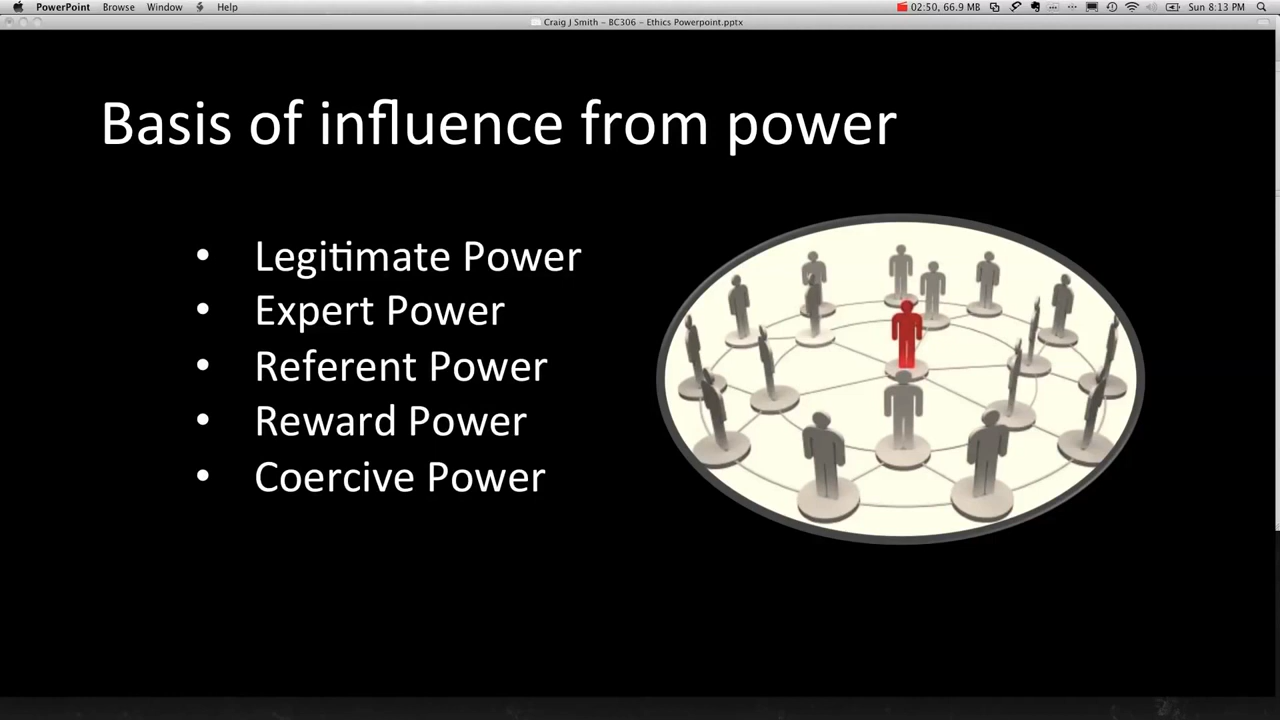 PowerPoint Browse Window Help 02:50, 66.9 MB Sun 8:13 PM
Craig J Smith – BC306 – Ethics Powerpoint.pptx
Basis of influence from power
• Legitimate Power
• Expert Power
• Referent Power
• Reward Power
• Coercive Power